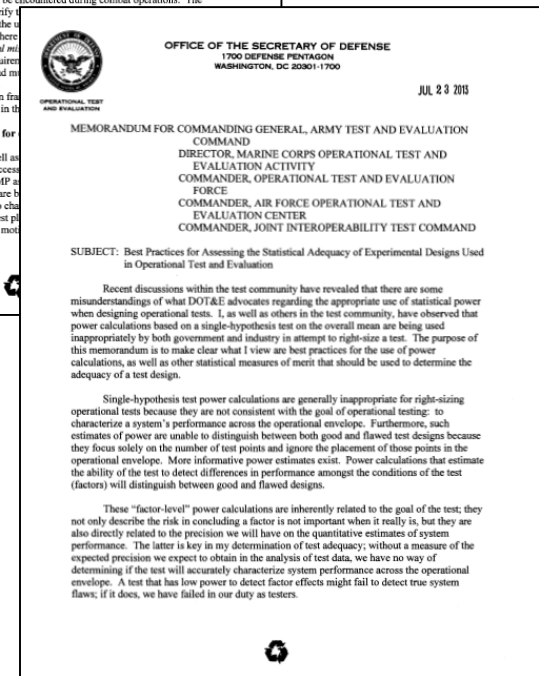 be encountered during combat operations. The
OFFICE OF THE SECRETARY OF DEFENSE
1700 DEFENSE PENTAGON
WASHINGTON, DC 20301-1700
OPERATIONAL TEST
AND EVALUATION
JUL 23 2013
MEMORANDUM FOR COMMANDING GENERAL, ARMY TEST AND EVALUATION
COMMAND
DIRECTOR, MARINE CORPS OPERATIONAL TEST AND
EVALUATION ACTIVITY
COMMANDER, OPERATIONAL TEST AND EVALUATION
FORCE
COMMANDER, AIR FORCE OPERATIONAL TEST AND
EVALUATION CENTER
COMMANDER, JOINT INTEROPERABILITY TEST COMMAND
SUBJECT: Best Practices for Assessing the Statistical Adequacy of Experimental Designs Used
in Operational Test and Evaluation
Recent discussions within the test community have revealed that there are some
misunderstandings of what DOT&E advocates regarding the appropriate use of statistical power
when designing operational tests. I, as well as others in the test community, have observed that
power calculations based on a single-hypothesis test on the overall mean are being used
inappropriately by both government and industry in attempt to right-size a test. The purpose of
this memorandum is to make clear what I view are best practices for the use of power
calculations, as well as other statistical measures of merit that should be used to determine the
adequacy of a test design.
Single-hypothesis test power calculations are generally inappropriate for right-sizing
operational tests because they are not consistent with the goal of operational testing: to
characterize a system's performance across the operational envelope. Furthermore, such
estimates of power are unable to distinguish between both good and flawed test designs because
they focus solely on the number of test points and ignore the placement of those points in the
operational envelope. More informative power estimates exist. Power calculations that estimate
the ability of the test to detect differences in performance amongst the conditions of the test
(factors) will distinguish between good and flawed designs.
These "factor-level" power calculations are inherently related to the goal of the test; they
not only describe the risk in concluding a factor is not important when it really is, but they are
also directly related to the precision we will have on the quantitative estimates of system
performance. The latter is key in my determination of test adequacy; without a measure of the
expected precision we expect to obtain in the analysis of test data, we have no way of
determining if the test will accurately characterize system performance across the operational
envelope. A test that has low power to detect factor effects might fail to detect true system
flaws; if it does, we have failed in our duty as testers.